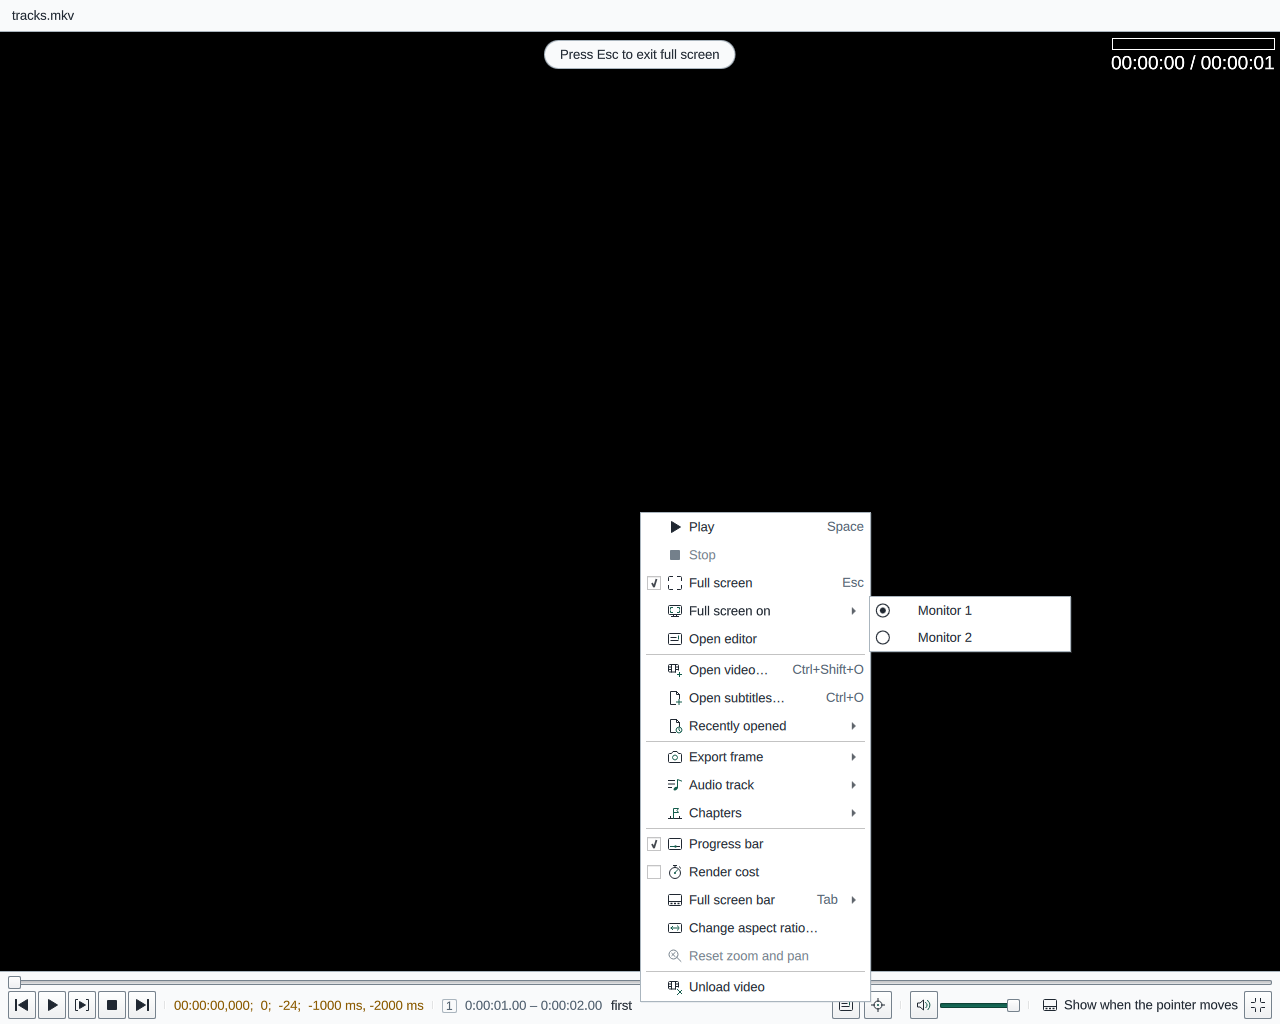 tracks.mkv
Press Esc to exit full screen
00:00:00 / 00:00:01
Play Space
Stop
Full screen Esc
Full screen on
Monitor 1
Open editor
Monitor 2
Open video… Ctrl+Shift+O
Open subtitles… Ctrl+O
Recently opened
Export frame
Audio track
Chapters
Progress bar
Render cost
Full screen bar Tab
Change aspect ratio…
Reset zoom and pan
Unload video
00:00:00,000; 0; -24; -1000 ms, -2000 ms 1 0:00:01.00 – 0:00:02.00 first Show when the pointer moves